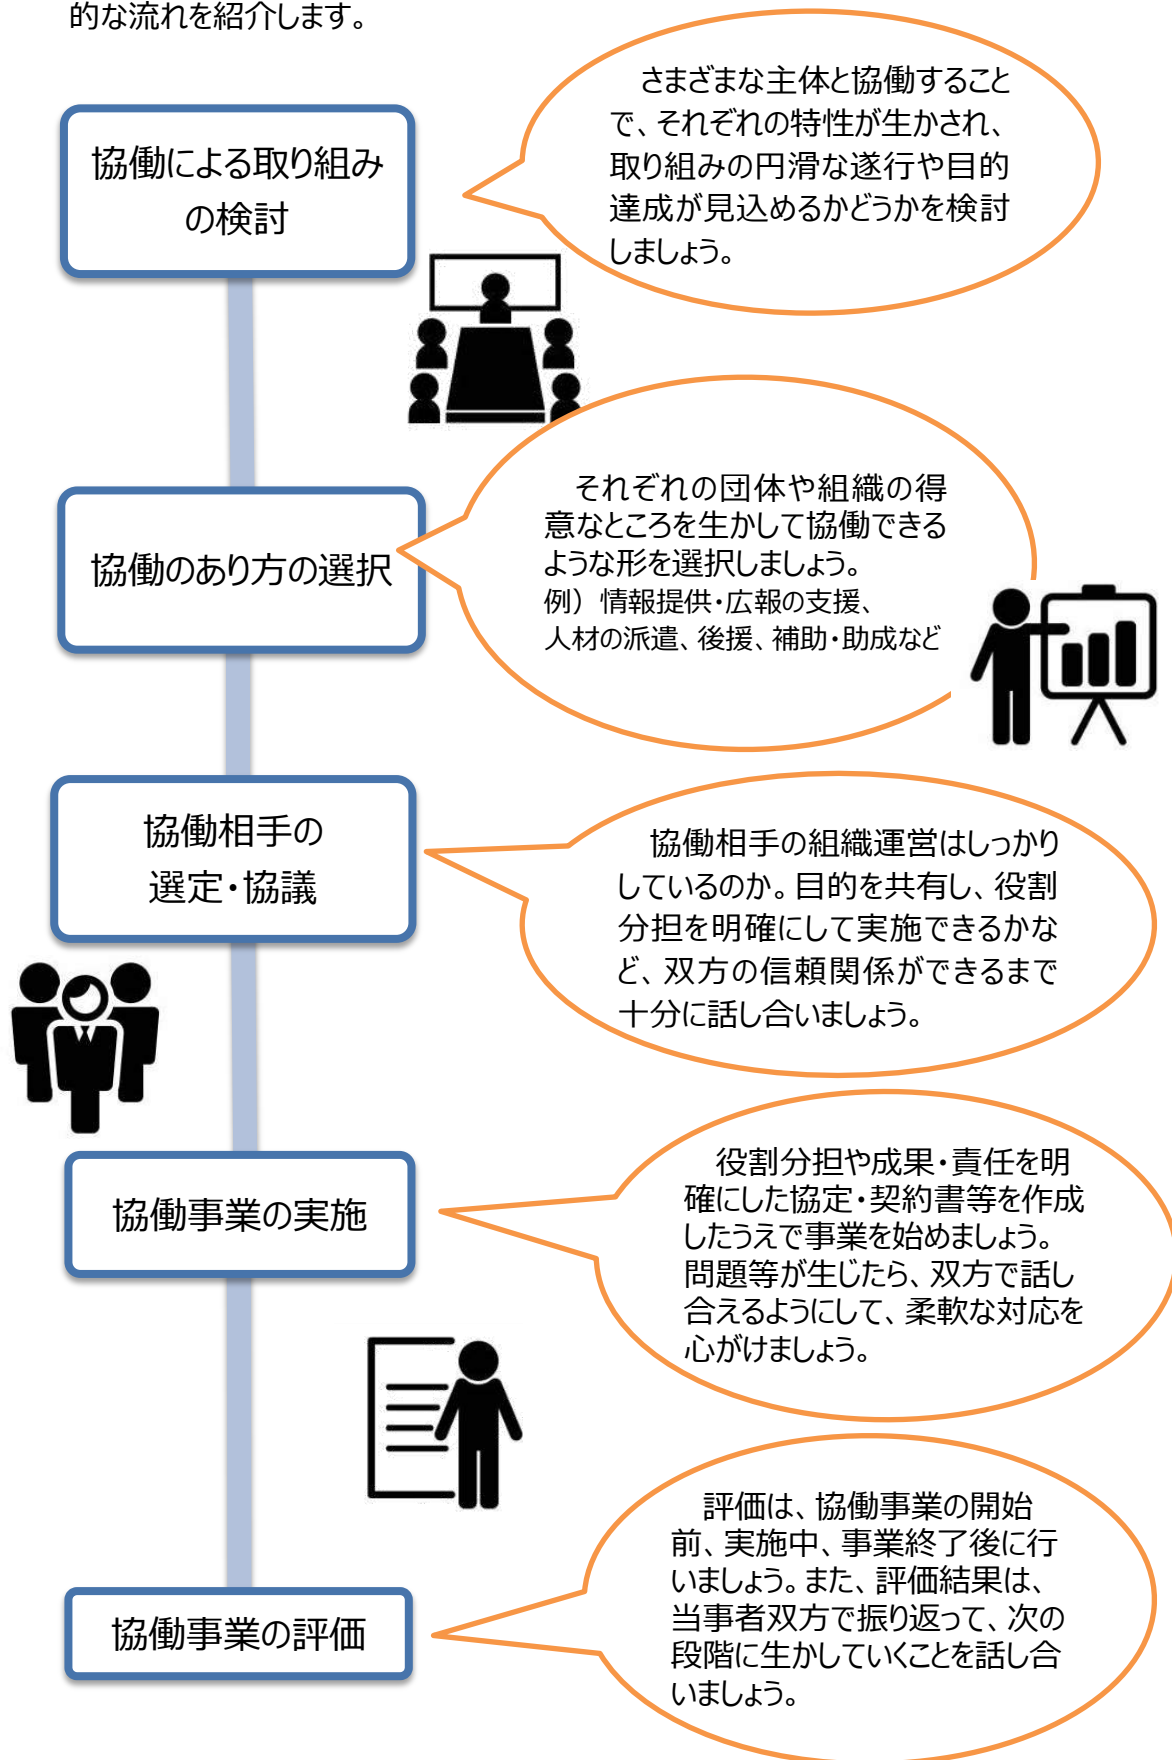 的な流れを紹介します。
協働による取り組み
の検討
さまざまな主体と協働すること
で、それぞれの特性が生かされ、
取り組みの円滑な遂行や目的
達成が見込めるかどうかを検討
しましょう。
協働のあり方の選択
それぞれの団体や組織の得
意なところを生かして協働できる
ような形を選択しましょう。
例）情報提供・広報の支援、
人材の派遣、後援、補助・助成など
協働相手の
選定・協議
協働相手の組織運営はしっかり
しているのか。目的を共有し、役割
分担を明確にして実施できるかな
ど、双方の信頼関係ができるまで
十分に話し合いましょう。
協働事業の実施
役割分担や成果・責任を明
確にした協定・契約書等を作成
したうえで事業を始めましょう。
問題等が生じたら、双方で話し
合えるようにして、柔軟な対応を
心がけましょう。
協働事業の評価
評価は、協働事業の開始
前、実施中、事業終了後に行
いましょう。また、評価結果は、
当事者双方で振り返って、次の
段階に生かしていくことを話し合
いましょう。